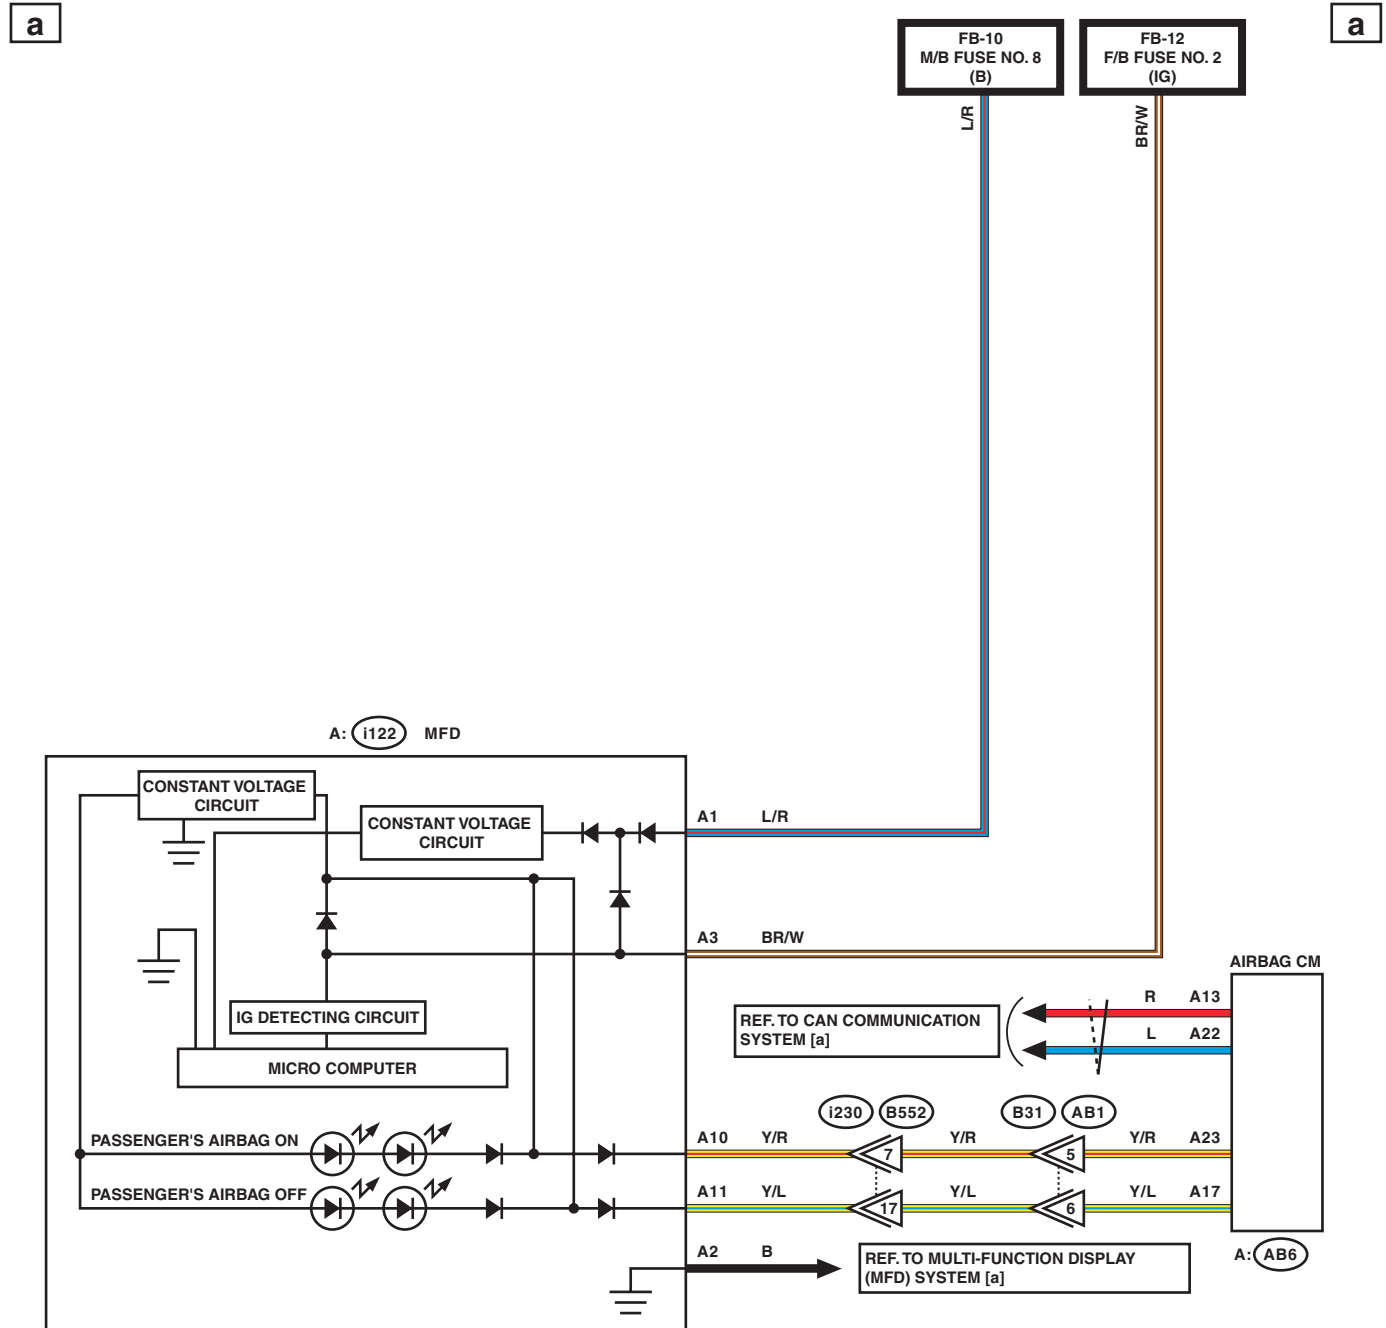 a
a
FB-10
M/B FUSE NO. 8
(B)
FB-12
F/B FUSE NO. 2
(IG)
L/R
BR/W
A: i122 MFD
CONSTANT VOLTAGE
CIRCUIT
CONSTANT VOLTAGE
CIRCUIT
A1 L/R
A3 BR/W
IG DETECTING CIRCUIT
MICRO COMPUTER
AIRBAG CM
REF. TO CAN COMMUNICATION
SYSTEM [a]
R A13
L A22
i230 B552 B31 AB1
PASSENGER'S AIRBAG ON
A10 Y/R 7 Y/R 5 Y/R A23
PASSENGER'S AIRBAG OFF
A11 Y/L 17 Y/L 6 Y/L A17
A2 B
REF. TO MULTI-FUNCTION DISPLAY
(MFD) SYSTEM [a]
A: AB6